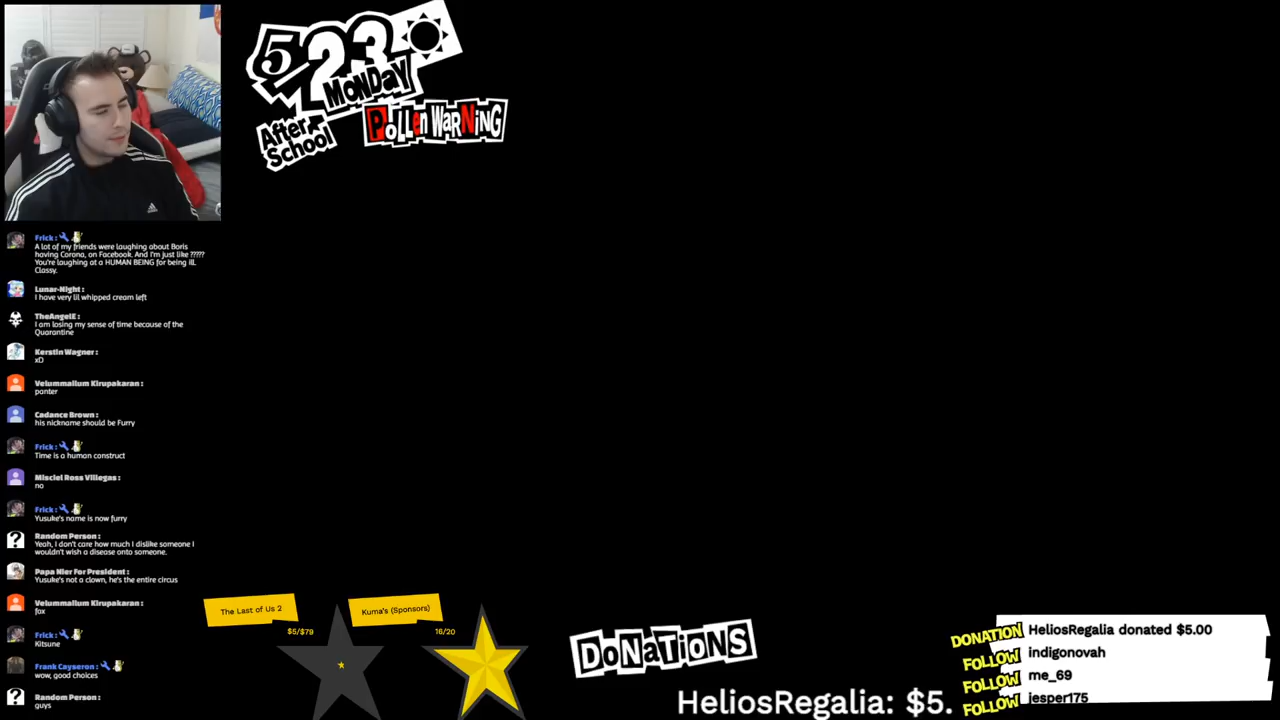 5/23
MONDAY
After School
POLLEN WARNING
Frick :
A lot of my friends were laughing about Boris
having Corona, on Facebook. And I'm just like ?????
You're laughing at a HUMAN BEING for being ill.
Classy.
Lunar-Night :
I have very lil whipped cream left
TheAngelE :
I am losing my sense of time because of the
Quarantine
Kerstin Wagner :
xD
Velummailum Kirupakaran :
ponter
Cadance Brown :
his nickname should be Furry
Frick :
Time is a human construct
Misciel Ross Villegas :
no
Frick :
Yusuke's name is now furry
Random Person :
Yeah, I don't care how much I dislike someone I
wouldn't wish a disease onto someone.
Papa Nier For President :
Yusuke's not a clown, he's the entire circus
Velummailum Kirupakaran :
fox
Frick :
Kitsune
Frank Cayseron :
wow, good choices
Random Person :
guys
The Last of Us 2
$5/$79
Kuma's (Sponsors)
16/20
DONATIONS
HeliosRegalia: $5.
DONATION HeliosRegalia donated $5.00
FOLLOW indigonovah
FOLLOW me_69
FOLLOW jesper175